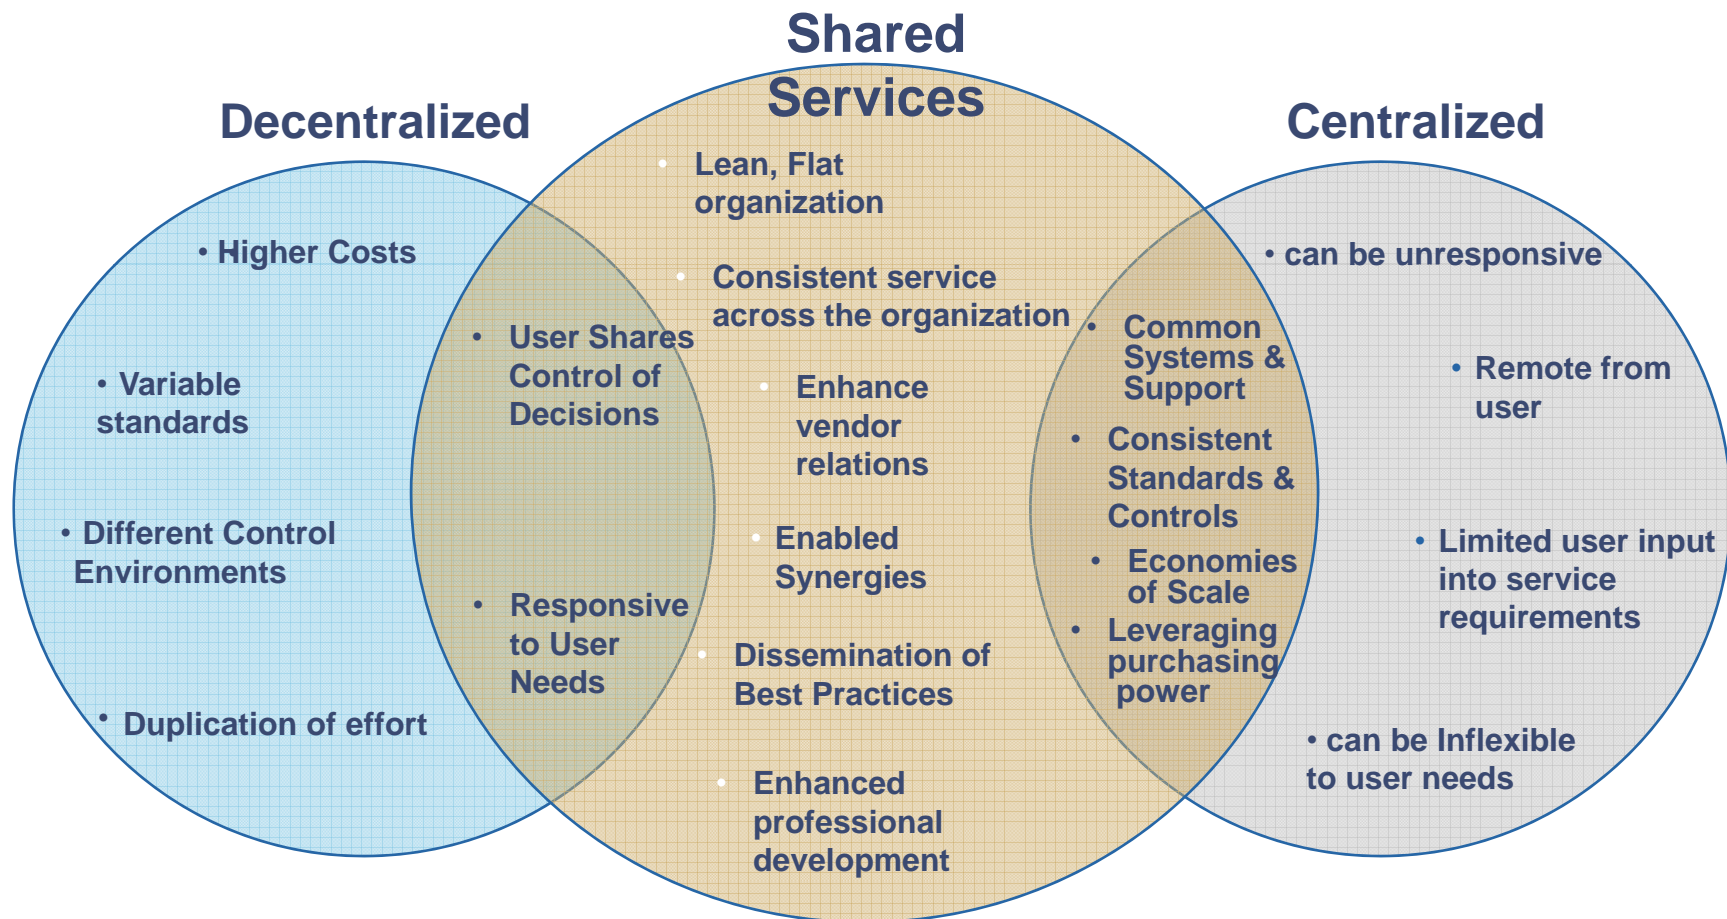 Shared
Services
Decentralized
• Higher Costs
• Variable
standards
• Different Control
Environments
• Duplication of effort
• User Shares
Control of
Decisions
• Responsive
to User
Needs
• Lean, Flat
organization
• Consistent service
across the organization
• Enhance
vendor
relations
• Enabled
Synergies
• Dissemination of
Best Practices
• Enhanced
professional
development
• Common
Systems &
Support
• Consistent
Standards &
Controls
• Economies
of Scale
• Leveraging
purchasing
power
Centralized
• can be unresponsive
• Remote from
user
• Limited user input
into service
requirements
• can be Inflexible
to user needs